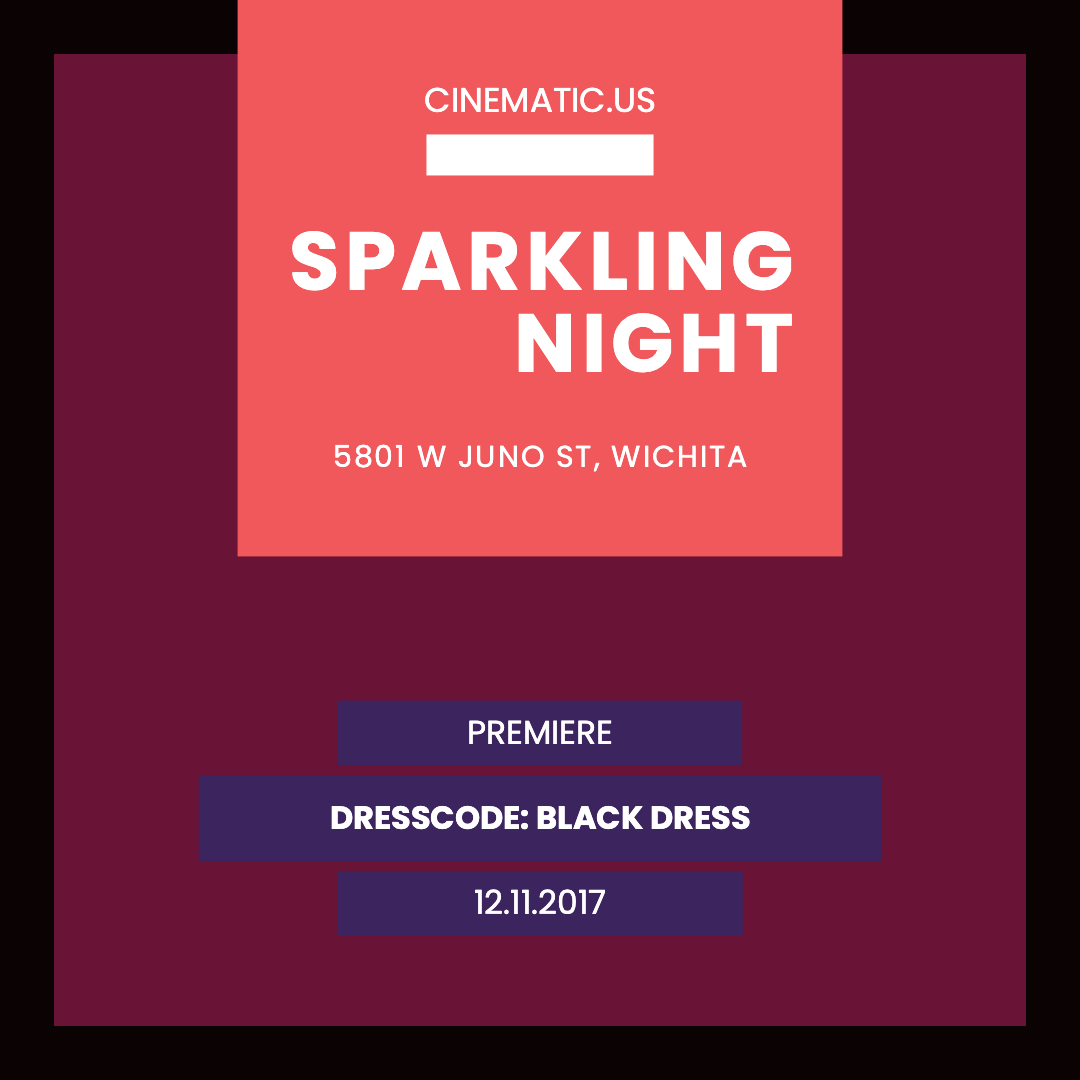 CINEMATIC.US
SPARKLING
NIGHT
5801 W JUNO ST, WICHITA
PREMIERE
DRESSCODE: BLACK DRESS
12.11.2017